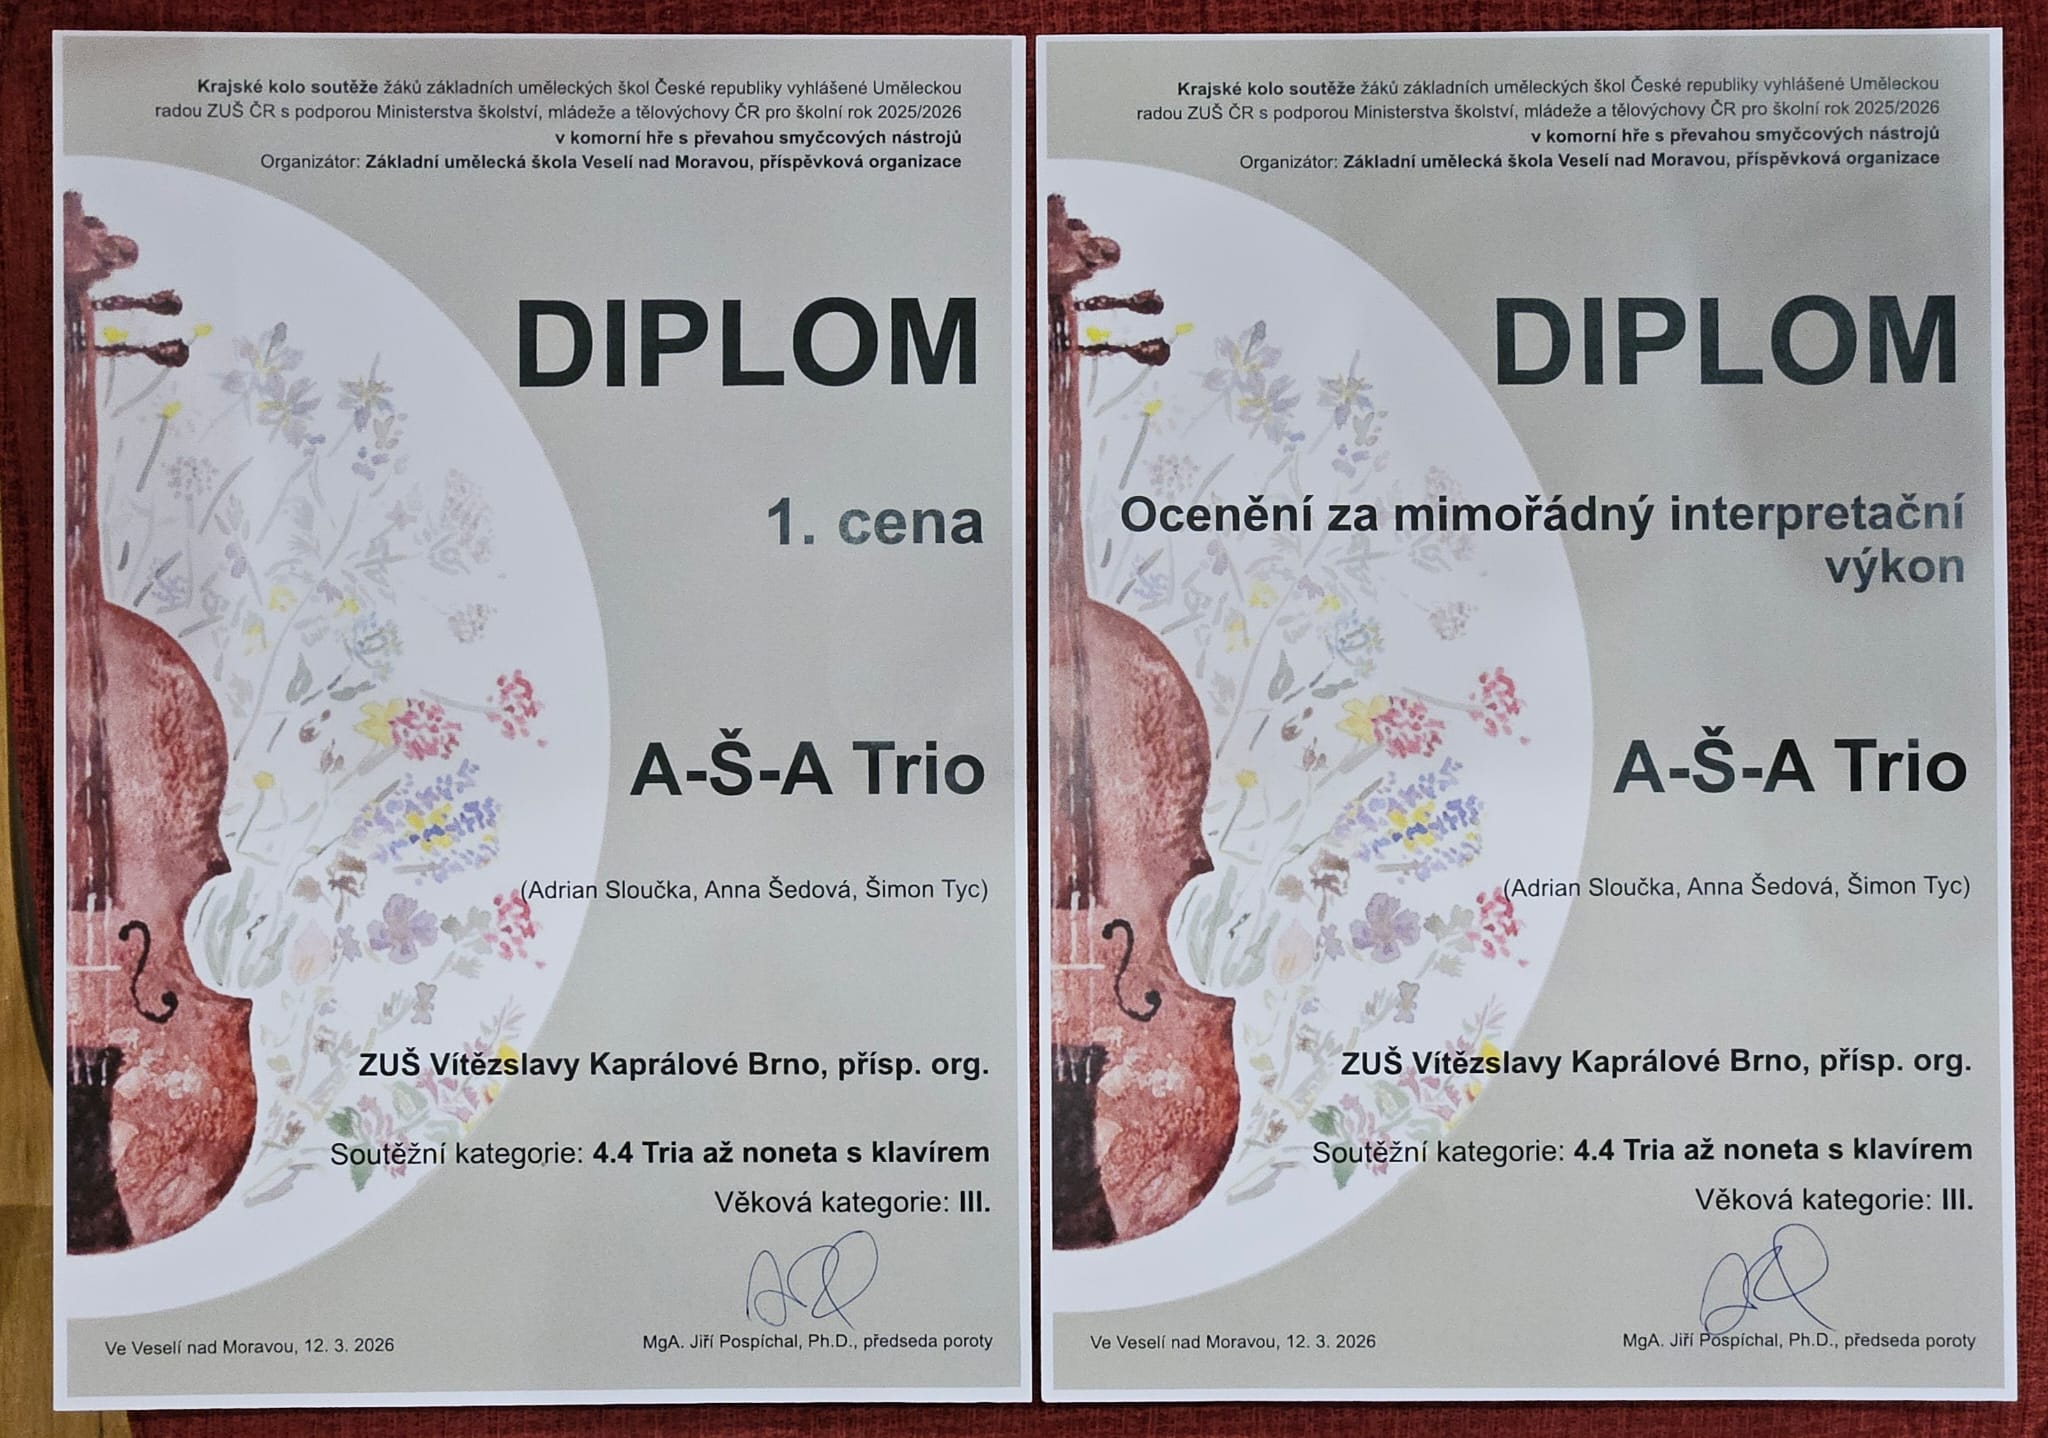 Krajské kolo soutěže žáků základních uměleckých škol České republiky vyhlášené Uměleckou
radou ZUŠ ČR s podporou Ministerstva školství, mládeže a tělovýchovy ČR pro školní rok 2025/2026
v komorní hře s převahou smyčcových nástrojů
Organizátor: Základní umělecká škola Veselí nad Moravou, příspěvková organizace
DIPLOM
1. cena
A-Š-A Trio
(Adrian Sloučka, Anna Šedová, Šimon Tyc)
ZUŠ Vítězslavy Kaprálové Brno, přísp. org.
Soutěžní kategorie: 4.4 Tria až noneta s klavírem
Věková kategorie: III.
Ve Veselí nad Moravou, 12. 3. 2026
MgA. Jiří Pospíchal, Ph.D., předseda poroty
Krajské kolo soutěže žáků základních uměleckých škol České republiky vyhlášené Uměleckou
radou ZUŠ ČR s podporou Ministerstva školství, mládeže a tělovýchovy ČR pro školní rok 2025/2026
v komorní hře s převahou smyčcových nástrojů
Organizátor: Základní umělecká škola Veselí nad Moravou, příspěvková organizace
DIPLOM
Ocenění za mimořádný interpretační
výkon
A-Š-A Trio
(Adrian Sloučka, Anna Šedová, Šimon Tyc)
ZUŠ Vítězslavy Kaprálové Brno, přísp. org.
Soutěžní kategorie: 4.4 Tria až noneta s klavírem
Věková kategorie: III.
Ve Veselí nad Moravou, 12. 3. 2026
MgA. Jiří Pospíchal, Ph.D., předseda poroty